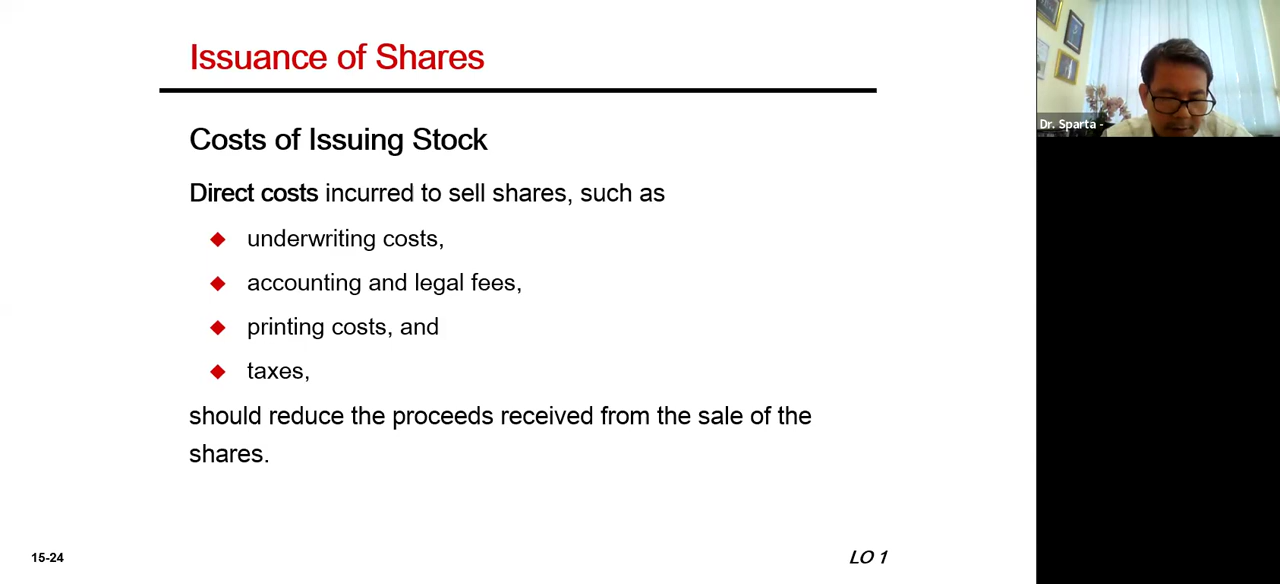 Issuance of Shares
Costs of Issuing Stock
Direct costs incurred to sell shares, such as
underwriting costs,
accounting and legal fees,
printing costs, and
taxes,
should reduce the proceeds received from the sale of the
shares.
15-24
LO 1
Dr. Sparta -